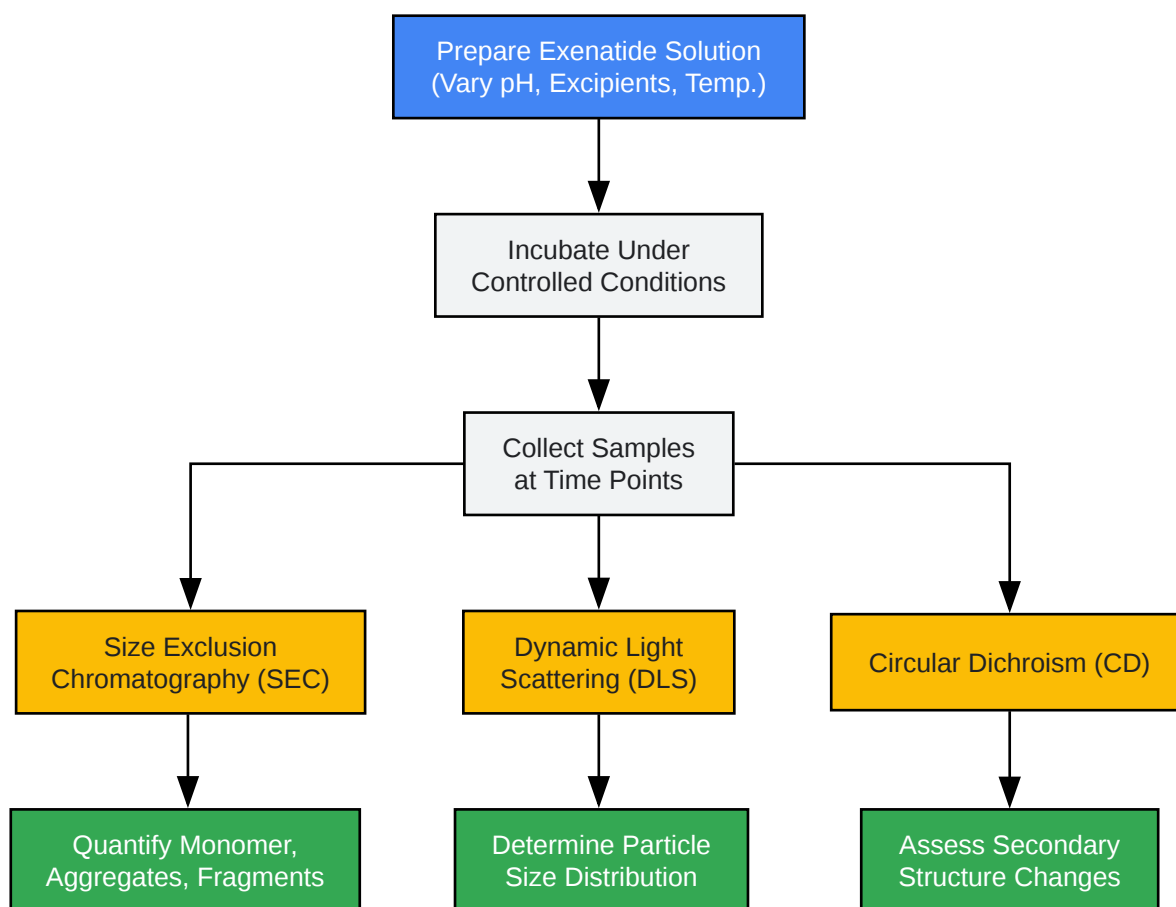 Prepare Exenatide Solution
(Vary pH, Excipients, Temp.)
Incubate Under
Controlled Conditions
Collect Samples
at Time Points
Size Exclusion
Chromatography (SEC)
Dynamic Light
Scattering (DLS)
Circular Dichroism (CD)
Quantify Monomer,
Aggregates, Fragments
Determine Particle
Size Distribution
Assess Secondary
Structure Changes